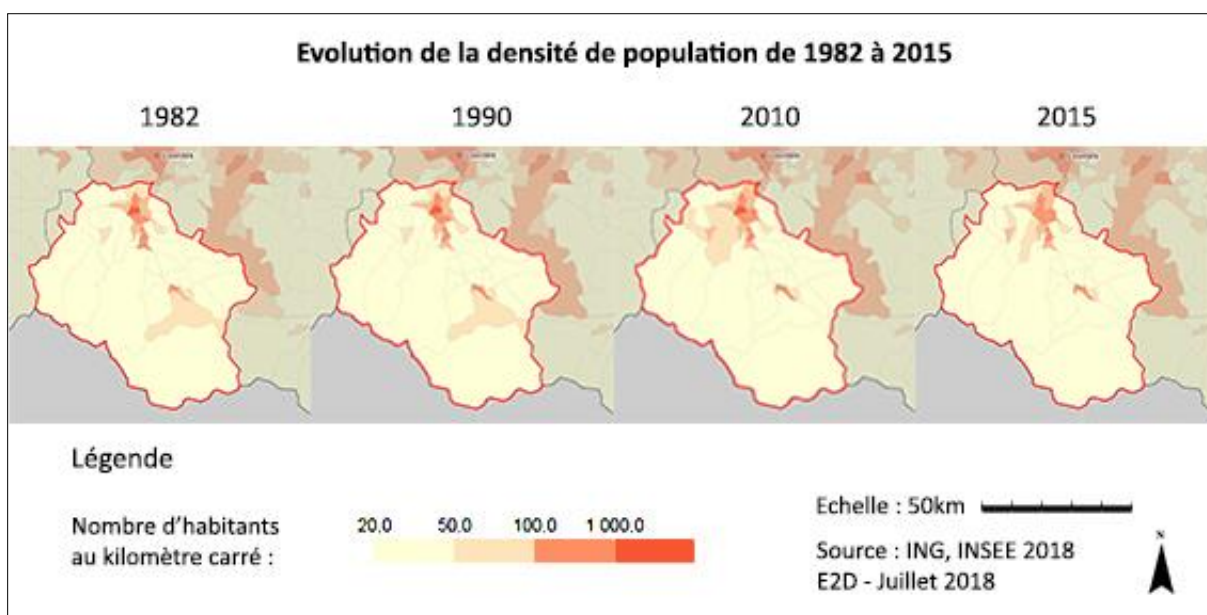 Evolution de la densité de population de 1982 à 2015
1982 1990 2010 2015
Légende
Nombre d'habitants
au kilomètre carré :
20.0 50.0 100.0 1 000.0
Echelle : 50km
Source : ING, INSEE 2018
E2D - Juillet 2018
N